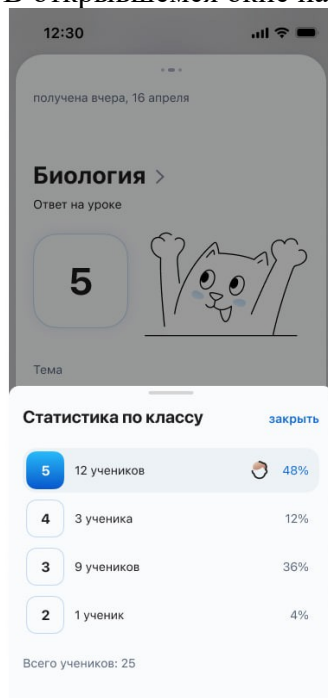 В открывшемся окне на
12:30
получена вчера, 16 апреля
Биология >
Ответ на уроке
5
Тема
Статистика по классу закрыть
5 12 учеников 48%
4 3 ученика 12%
3 9 учеников 36%
2 1 ученик 4%
Всего учеников: 25